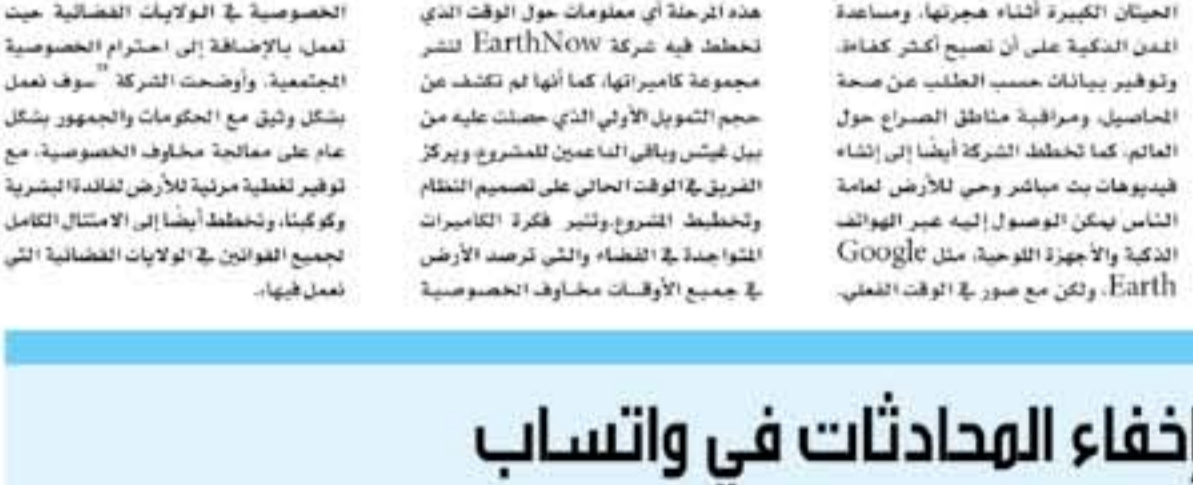 الحيتان الكبيرة أثناء هجرتها، ومساعدة
المدن الذكية على أن تصبح أكثر كفاءة،
وتوفير بيانات حسب الطلب عن صحة
المحاصيل، ومراقبة مناطق الصراع حول
العالم، كما تخطط الشركة أيضًا إلى إنشاء
فيديوهات بث مباشر وحي للأرض لعامة
الناس يمكن الوصول إليه عبر الهواتف
الذكية والأجهزة اللوحية، مثل Google
Earth، ولكن مع صور في الوقت الفعلي.
هذه المرحلة أي معلومات حول الوقت الذي
تخطط فيه شركة EarthNow لنشر
مجموعة كاميراتها، كما أنها لم تكشف عن
حجم التمويل الأولي الذي حصلت عليه من
بيل غيتس وباقي الداعمين للمشروع، ويركز
الفريق في الوقت الحالي على تصميم النظام
وتخطيط المشروع. وتثير فكرة الكاميرات
المتواجدة في الفضاء والتي ترصد الأرض
في جميع الأوقات مخاوف الخصوصية
الخصوصية في الولايات القضائية حيث
تعمل، بالإضافة إلى احترام الخصوصية
المجتمعية. وأوضحت الشركة "سوف نعمل
بشكل وثيق مع الحكومات والجمهور بشكل
عام على معالجة مخاوف الخصوصية، مع
توفير تغطية مرئية للأرض لفائدة البشرية
وكوكبنا، ونخطط أيضًا إلى الامتثال الكامل
لجميع القوانين في الولايات القضائية التي
نعمل فيها».
إخفاء المحادثات في واتساب